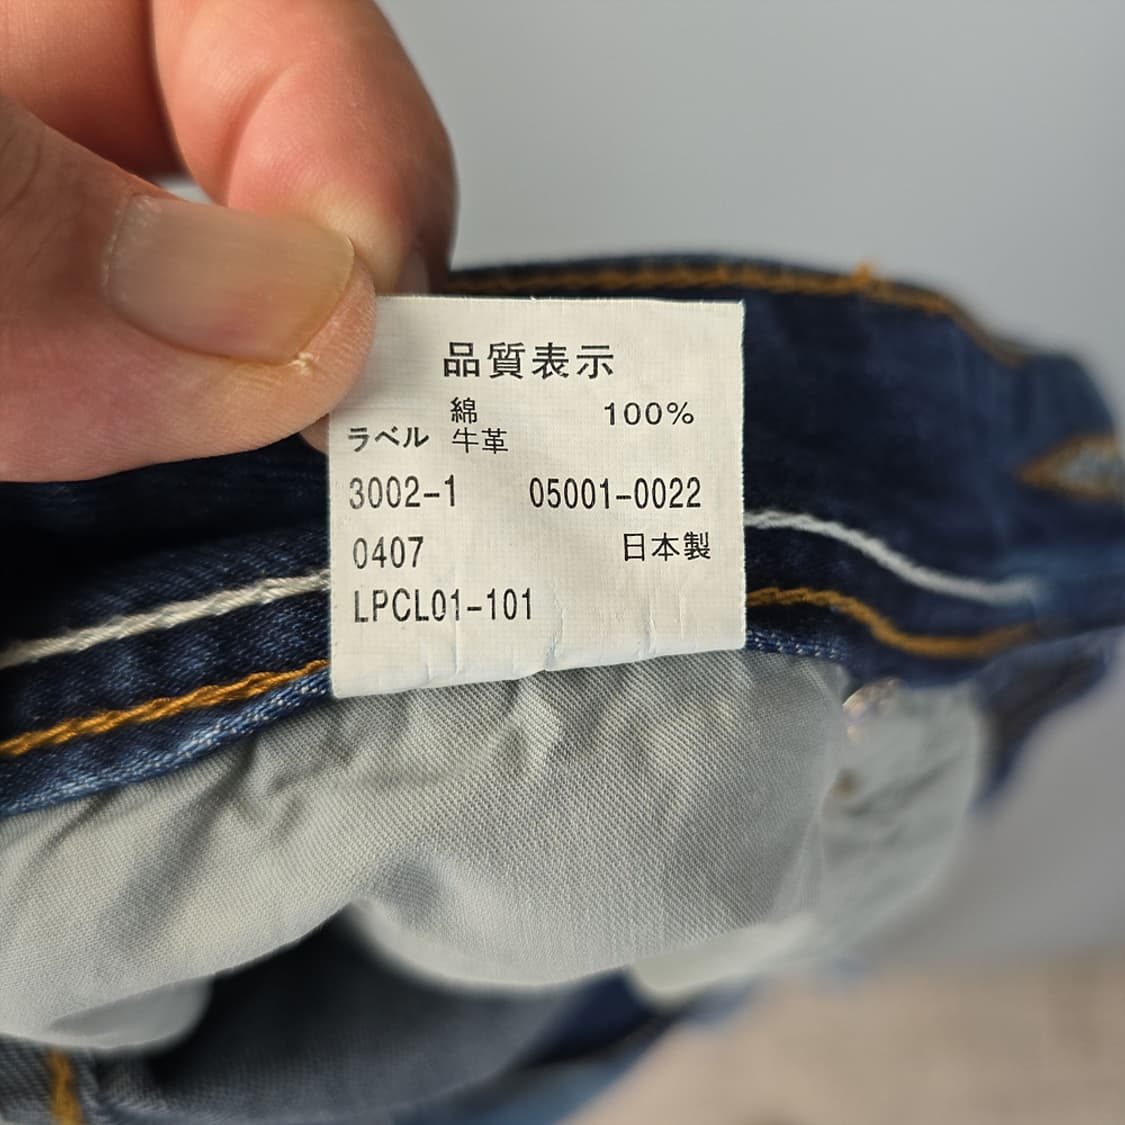 品質表示
綿 100%
ラベル 牛革
3002-1 05001-0022
0407 日本製
LPCL01-101